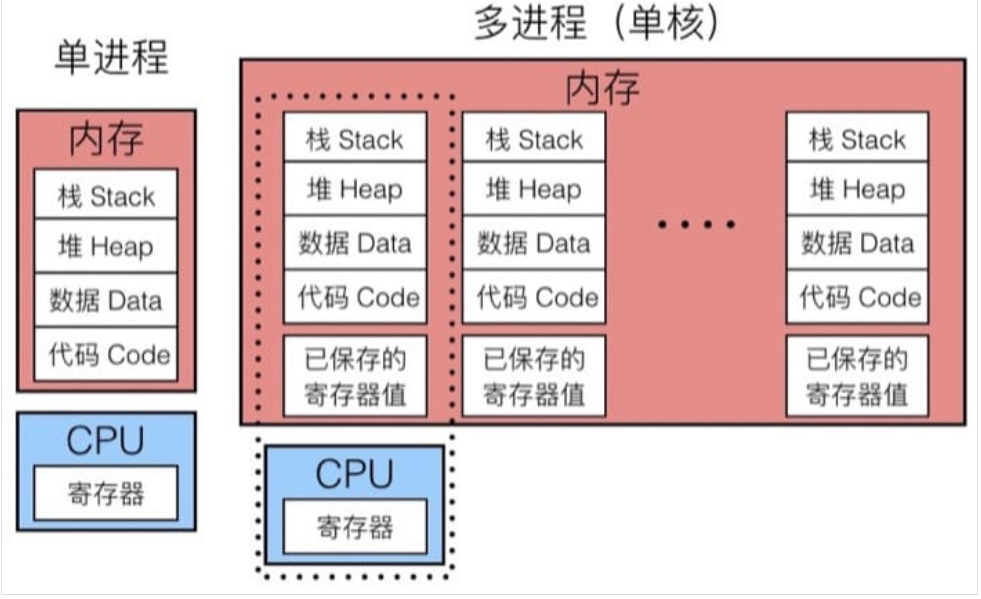 单进程
内存
栈 Stack
堆 Heap
数据 Data
代码 Code
CPU
寄存器
多进程（单核）
内存
栈 Stack
堆 Heap
数据 Data
代码 Code
已保存的
寄存器值
栈 Stack
堆 Heap
数据 Data
代码 Code
已保存的
寄存器值
....
栈 Stack
堆 Heap
数据 Data
代码 Code
已保存的
寄存器值
CPU
寄存器